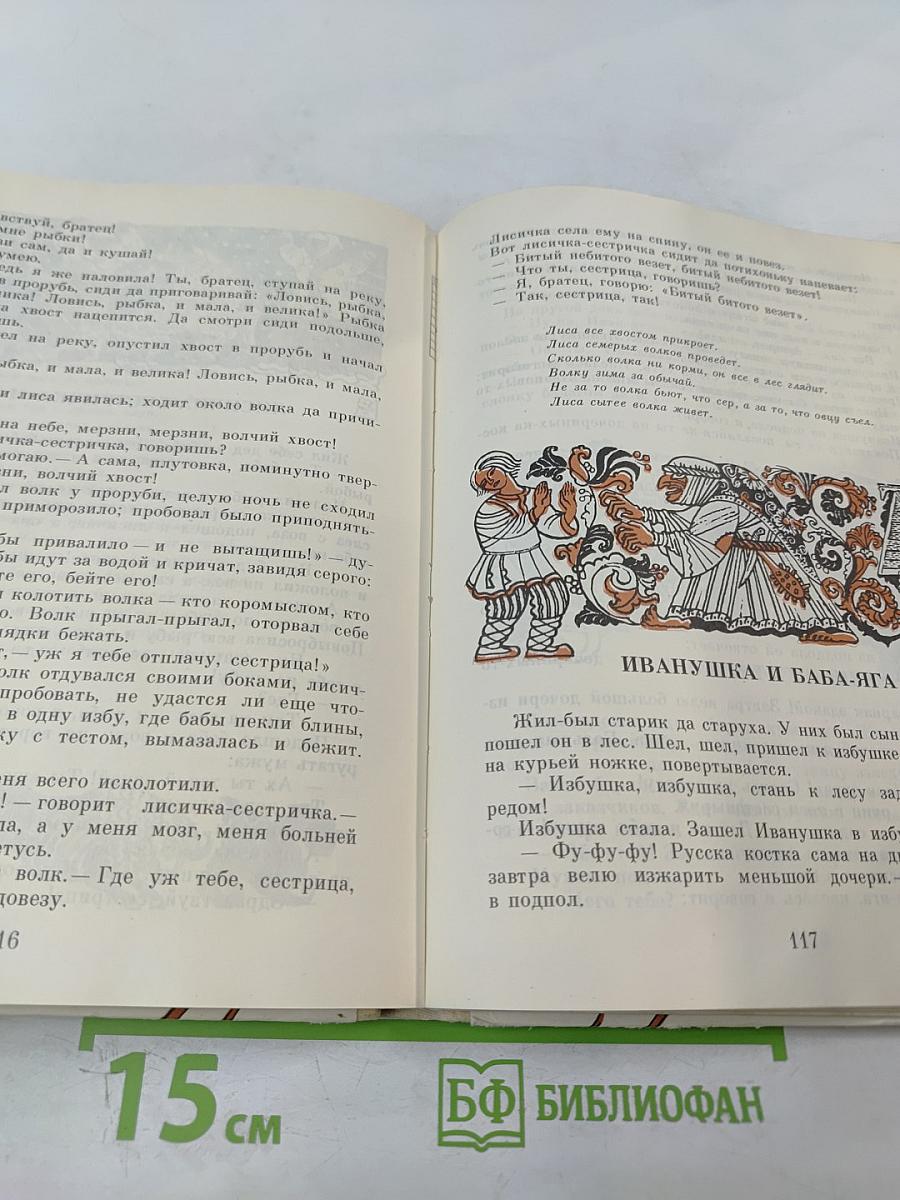 вствуй, братец!
мне рыбки!
ви сам, да и кушай!
умею.
едь я же наловила! Ты, братец, ступай на реку,
в прорубь, сиди да приговаривай: «Ловись, рыбка,
лика! Ловись, рыбка, и мала, и велика!» Рыбка
а хвост нацепится. Да смотри сиди подольше,
шь.
ел на реку, опустил хвост в прорубь и начал
ыбка, и мала, и велика! Ловись, рыбка, и мала,
и лиса явилась; ходит около волка да причи-
на небе, мерзни, мерзни, волчий хвост!
ичка-сестричка, говоришь?
могаю.— А сама, плутовка, поминутно твер-
зни, волчий хвост!
л волк у проруби, целую ночь не сходил
приморозило; пробовал было приподнять-
бы привалило — и не вытащишь!» — ду-
бы идут за водой и кричат, завидя серого:
те его, бейте его!
и колотить волка — кто коромыслом, кто
о. Волк прыгал-прыгал, оторвал себе
лядки бежать.
т, — уж я тебе отплачу, сестрица!»
олк отдувался своими боками, лисич-
пробовать, не удастся ли еще что-
в одну избу, где бабы пекли блины,
ку с тестом, вымазалась и бежит.
еня всего исколотили.
! — говорит лисичка-сестричка.—
ла, а у меня мозг, меня больней
етусь.
волк.— Где уж тебе, сестрица,
довезу.
16
Лисичка села ему на спину, он ее и повез.
Вот лисичка-сестричка сидит да потихоньку напевает:
— Битый небитого везет, битый небитого везет!
— Что ты, сестрица, говоришь?
— Я, братец, говорю: «Битый битого везет».
— Так, сестрица, так!
Лиса все хвостом прикроет.
Лиса семерых волков проведет.
Сколько волка ни корми, он все в лес глядит.
Волку зима за обычай.
Не за то волка бьют, что сер, а за то, что овцу съел.
Лиса сытее волка живет.
ИВАНУШКА И БАБА-ЯГА
Жил-был старик да старуха. У них был сын
пошел он в лес. Шел, шел, пришел к избушке
на курьей ножке, повертывается.
— Избушка, избушка, стань к лесу зад
редом!
Избушка стала. Зашел Иванушка в избу
— Фу-фу-фу! Русска костка сама на д
завтра велю изжарить меньшой дочери.—
в подпол.
117
15 см
БФ БИБЛИОФАН